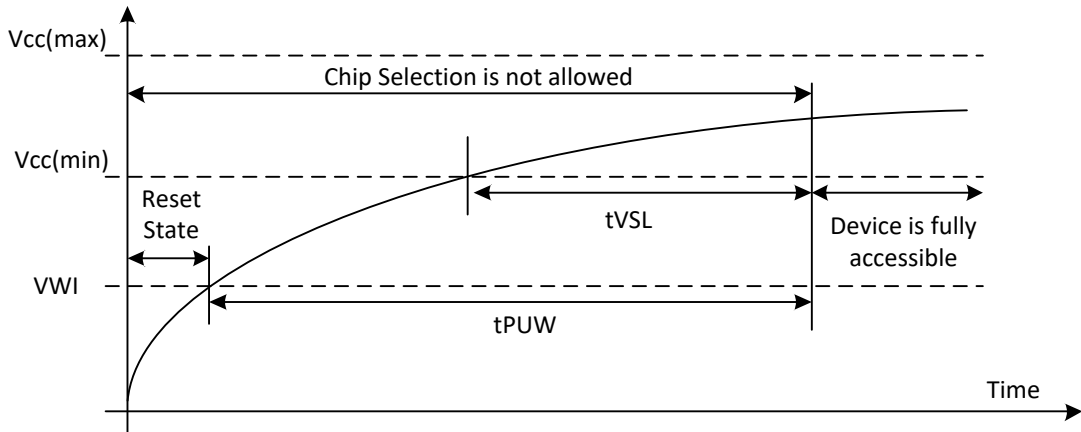 Vcc(max)
Chip Selection is not allowed
Vcc(min)
Reset
State
tVSL
Device is fully
accessible
VWI
tPUW
Time